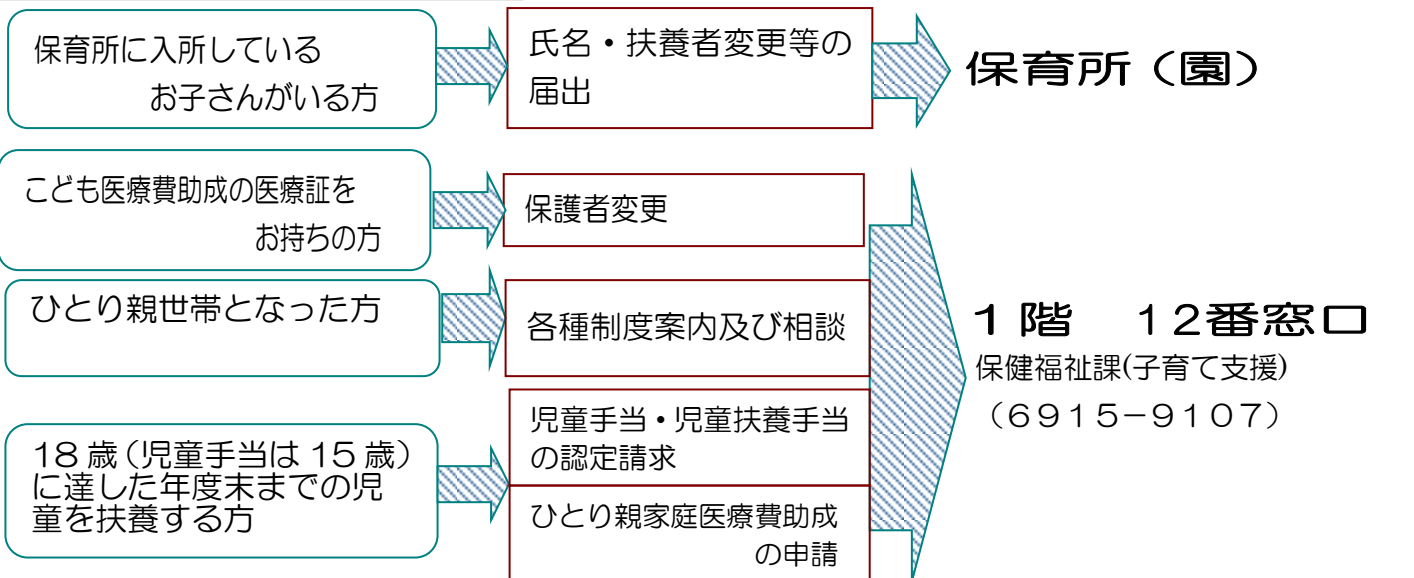 保育所に入所している
お子さんがいる方
氏名・扶養者変更等の
届出
保育所（園）
こども医療費助成の医療証を
お持ちの方
保護者変更
ひとり親世帯となった方
各種制度案内及び相談
18歳（児童手当は15歳）
に達した年度末までの児
童を扶養する方
児童手当・児童扶養手当
の認定請求
ひとり親家庭医療費助成
の申請
１階　１２番窓口
保健福祉課(子育て支援)
（６９１５－９１０７）